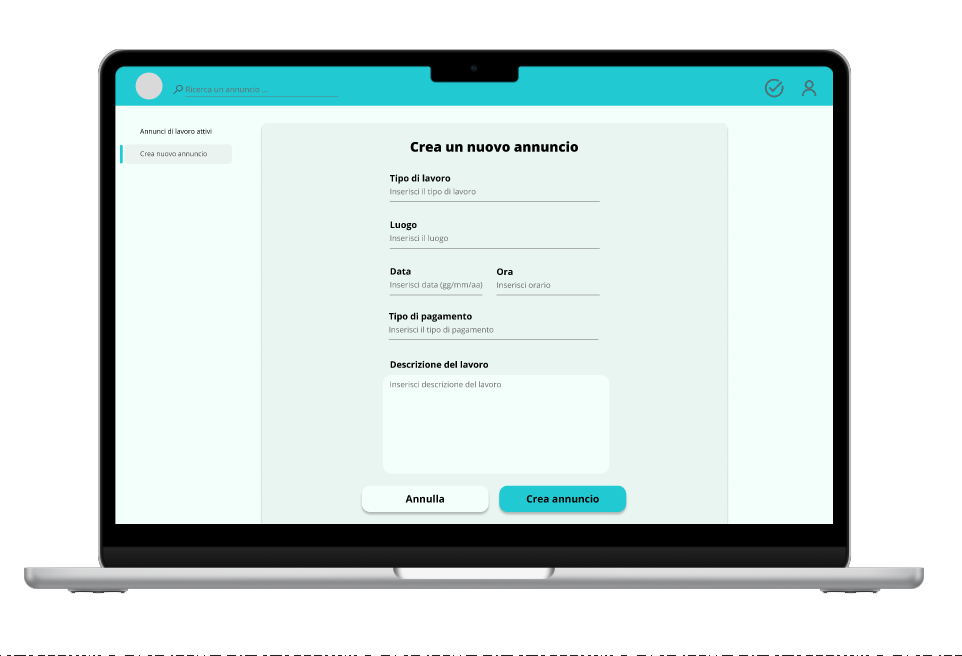 Ricerca un annuncio ...
Annunci di lavoro attivi
Crea nuovo annuncio
Crea un nuovo annuncio
Tipo di lavoro
Inserisci il tipo di lavoro
Luogo
Inserisci il luogo
Data Ora
Inserisci data (gg/mm/aa) Inserisci orario
Tipo di pagamento
Inserisci il tipo di pagamento
Descrizione del lavoro
Inserisci descrizione del lavoro
Annulla Crea annuncio